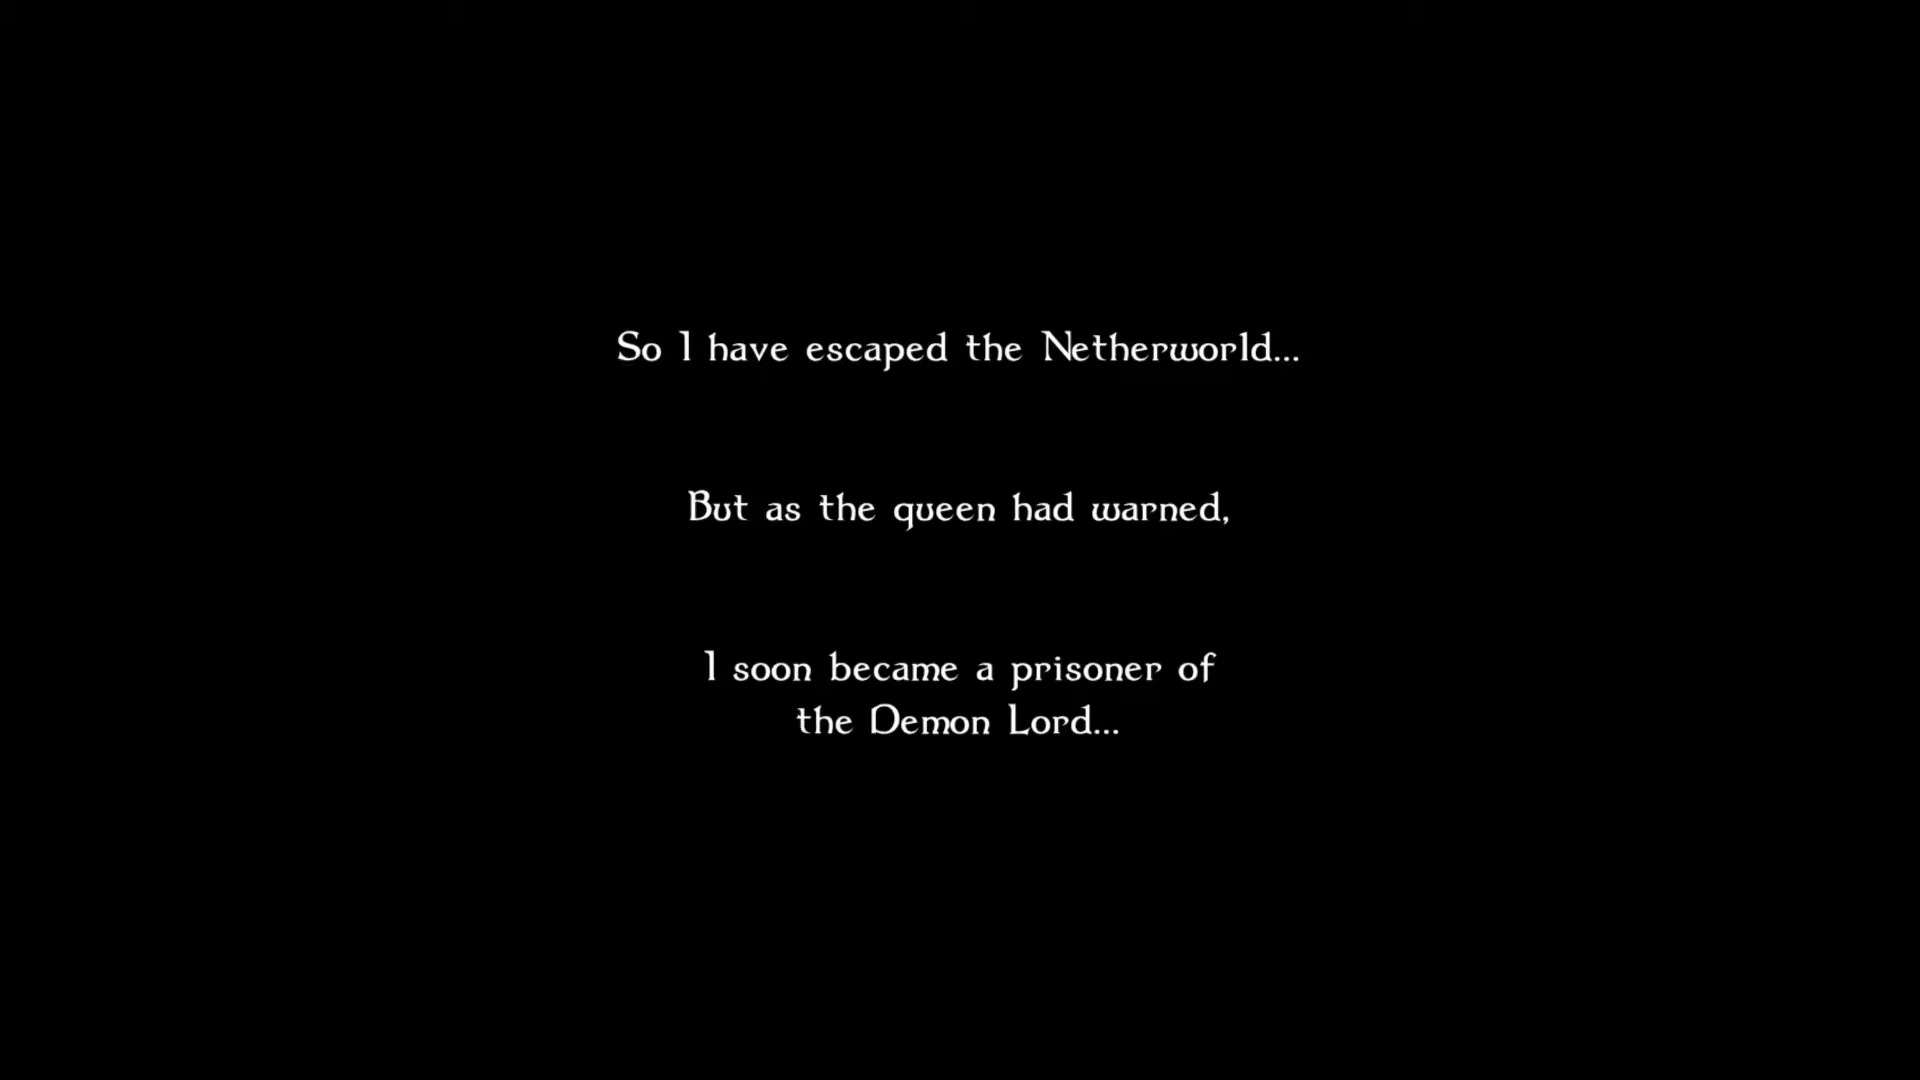 So I have escaped the Netherworld...
But as the queen had warned,
I soon became a prisoner of
the Demon Lord...